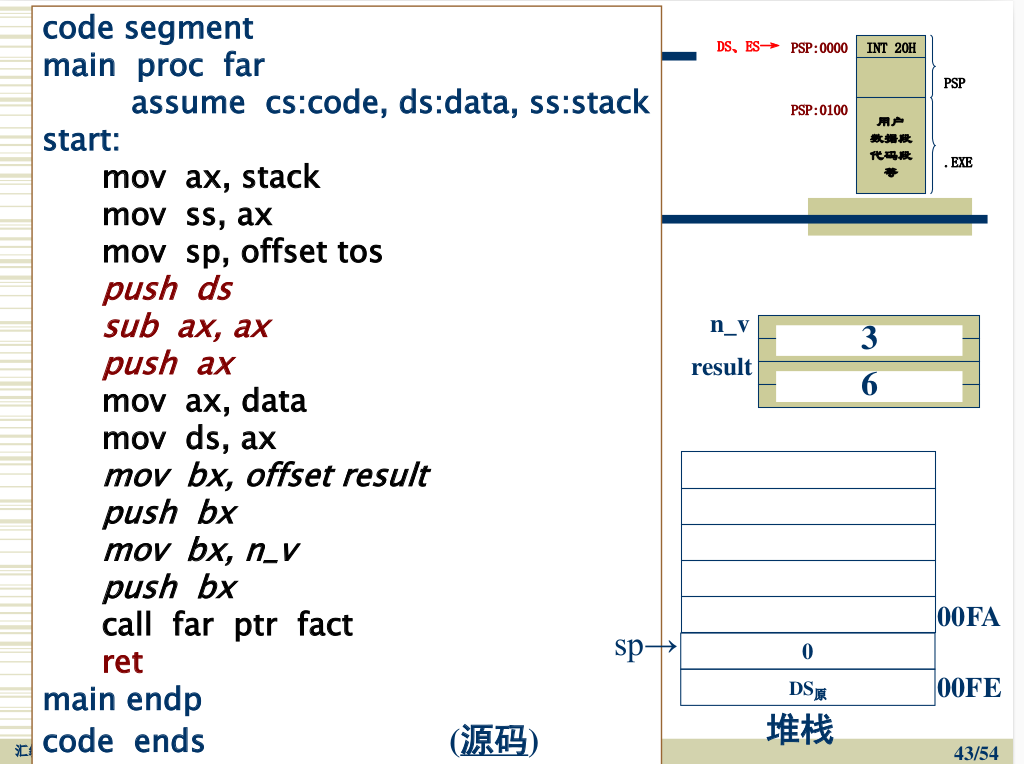 code segment
main proc far
assume cs:code, ds:data, ss:stack
start:
mov ax, stack
mov ss, ax
mov sp, offset tos
push ds
sub ax, ax
push ax
mov ax, data
mov ds, ax
mov bx, offset result
push bx
mov bx, n_v
push bx
call far ptr fact
ret
main endp
code ends
(源码)
DS、ES→ PSP:0000 INT 20H
PSP
PSP:0100
用户
数据段
代码段
等
.EXE
n_v 3
result 6
00FA
sp→ 0
DS原 00FE
堆栈
汇
43/54